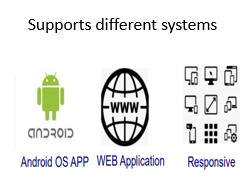 Supports different systems
WWW
ANDROID
Android OS APP WEB Application Responsive